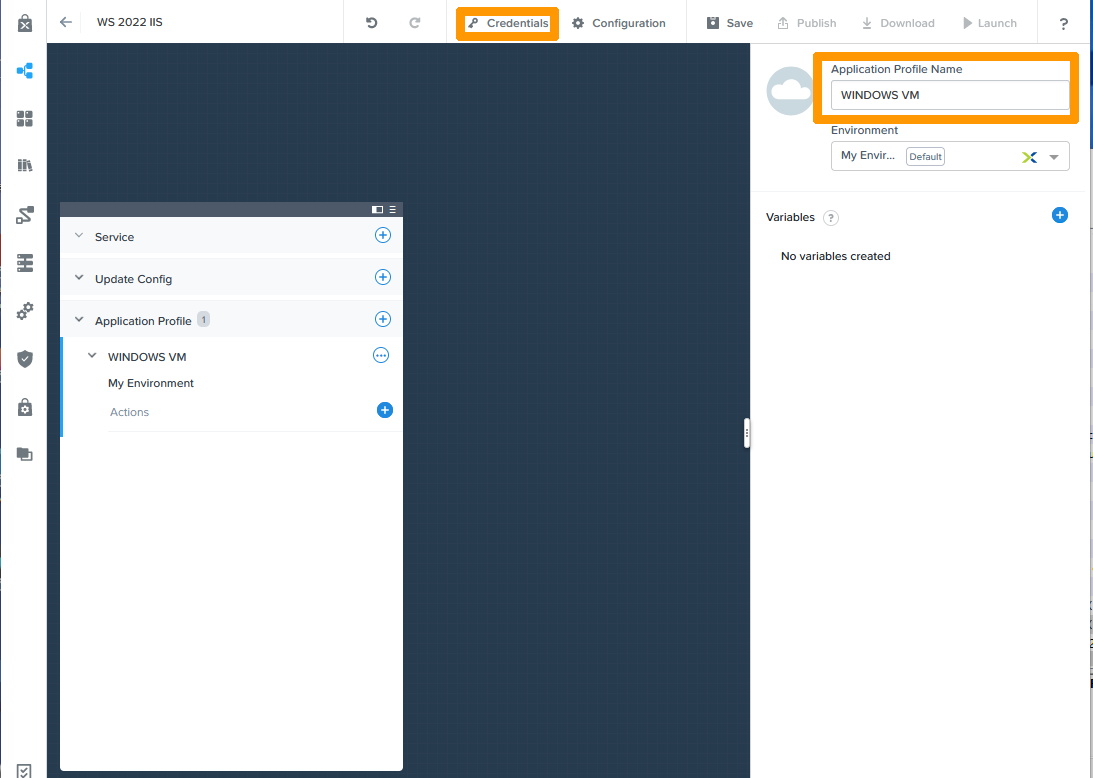 WS 2022 IIS
Credentials
Configuration
Save
Publish
Download
Launch
?
Application Profile Name
WINDOWS VM
Environment
My Envir... Default
Variables ?
No variables created
Service
Update Config
Application Profile 1
WINDOWS VM
My Environment
Actions